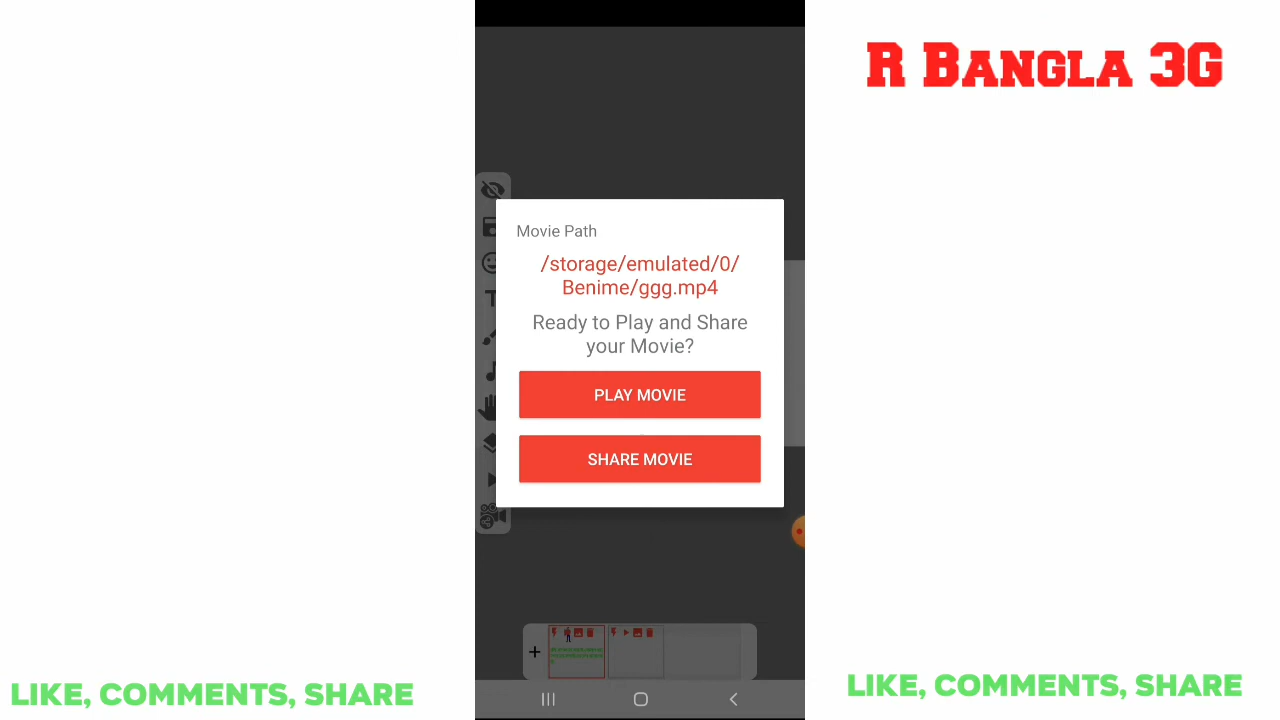 R Bangla 3G
Movie Path
/storage/emulated/0/
Benime/ggg.mp4
Ready to Play and Share
your Movie?
PLAY MOVIE
SHARE MOVIE
LIKE, COMMENTS, SHARE
LIKE, COMMENTS, SHARE